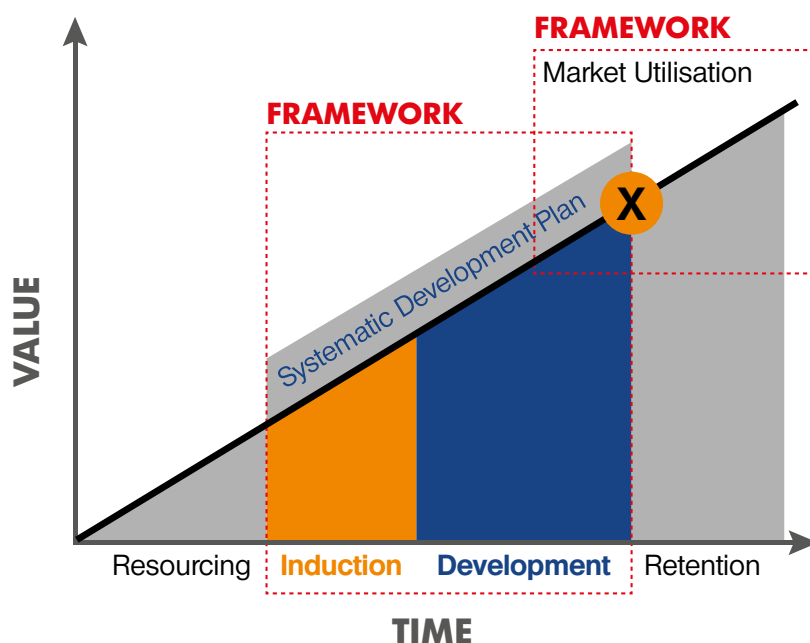 FRAMEWORK
Market Utilisation
FRAMEWORK
Systematic Development Plan
X
VALUE
Resourcing
Induction
Development
Retention
TIME